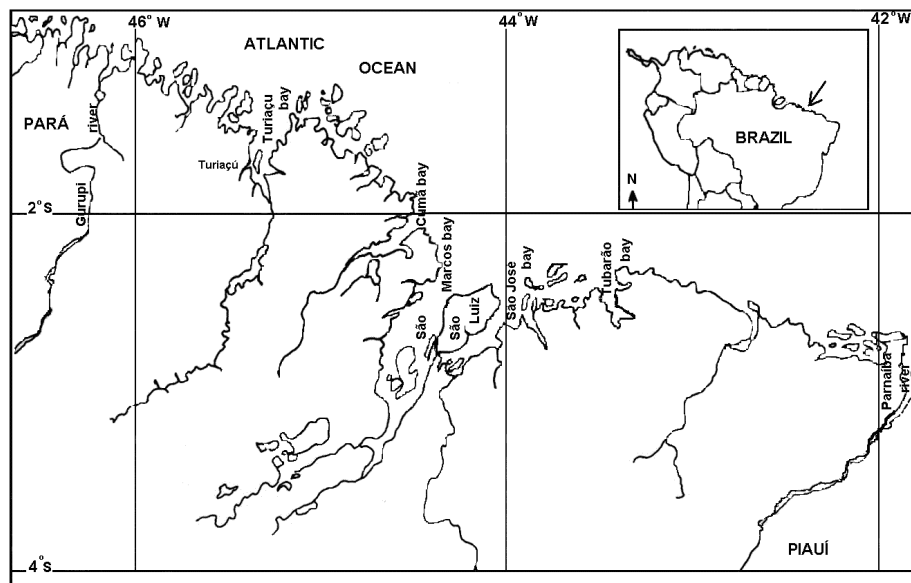 46°W
44°W
42°W
ATLANTIC
OCEAN
PARÁ
river
Gurupi
Turiaçu
bay
Turiaçú
2°S
Cumã bay
São
Marcos bay
São
Luiz
São José
bay
Tubarão
bay
Parnaiba
river
PIAUÍ
4°S
BRAZIL
N